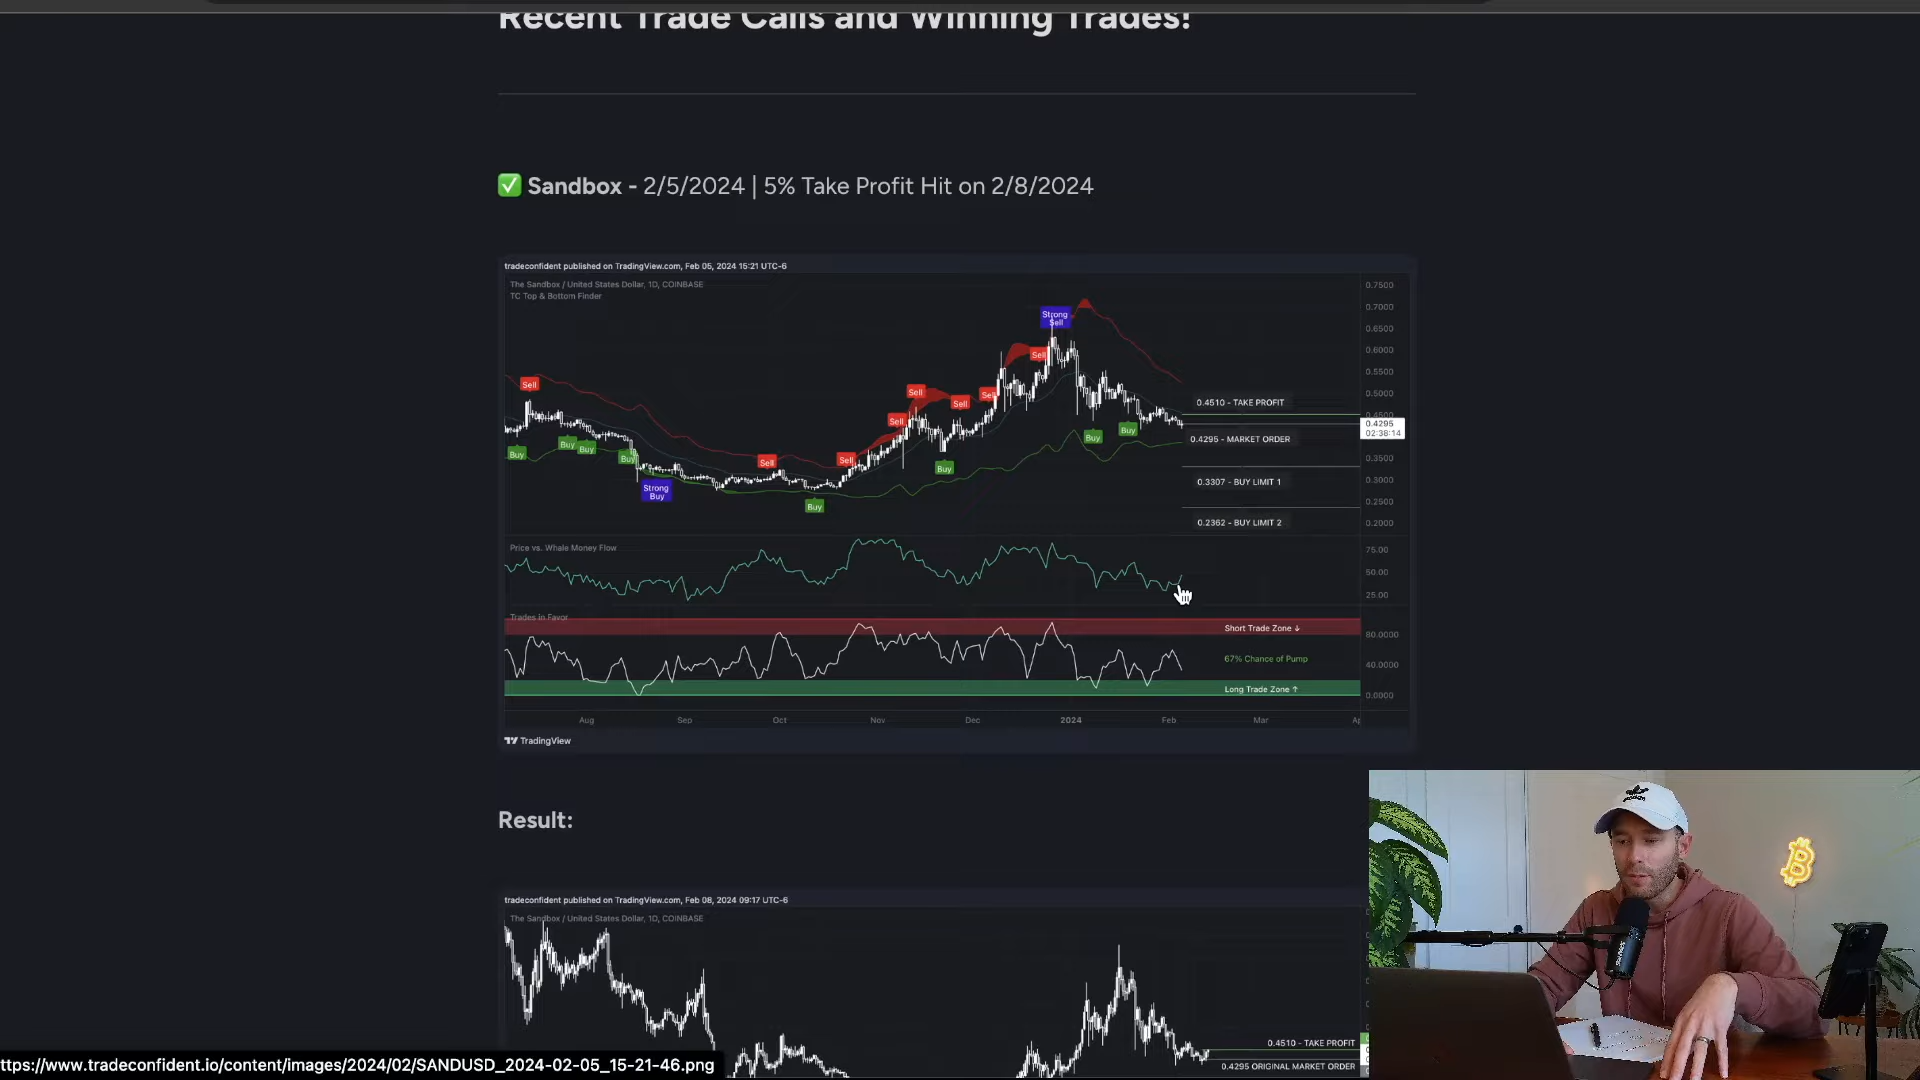 Recent Trade Calls and Winning Trades!
✅ Sandbox - 2/5/2024 | 5% Take Profit Hit on 2/8/2024
tradeconfident published on TradingView.com, Feb 05, 2024 15:21 UTC-6
The Sandbox / United States Dollar, 1D, COINBASE
TC Top & Bottom Finder
0.7500
0.7000
0.6500
0.6000
0.5500
0.5000
0.4500
0.4295
02:38:14
0.3500
0.3000
0.2500
0.2000
Strong
Sell
Sell
Sell
Sell
Sell
Sell
Sell
Sell
Sell
Buy
Buy
Buy
Buy
Strong
Buy
Buy
Buy
Buy
Buy
0.4510 - TAKE PROFIT
0.4295 - MARKET ORDER
0.3307 - BUY LIMIT 1
0.2362 - BUY LIMIT 2
Price vs. Whale Money Flow
75.00
50.00
25.00
Trades in Favor
Short Trade Zone ↓
67% Chance of Pump
Long Trade Zone ↑
80.0000
40.0000
0.0000
Aug Sep Oct Nov Dec 2024 Feb Mar Ap
TradingView
Result:
tradeconfident published on TradingView.com, Feb 08, 2024 09:17 UTC-6
The Sandbox / United States Dollar, 1D, COINBASE
0.4510 - TAKE PROFIT
0.4295 ORIGINAL MARKET ORDER
ttps://www.tradeconfident.io/content/images/2024/02/SANDUSD_2024-02-05_15-21-46.png